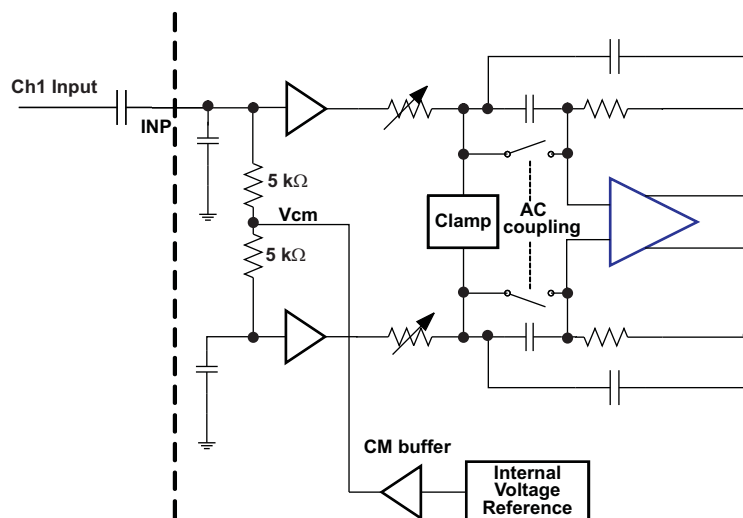 Ch1 Input
INP
5 kΩ
Vcm
5 kΩ
Clamp
AC
coupling
CM buffer
Internal
Voltage
Reference